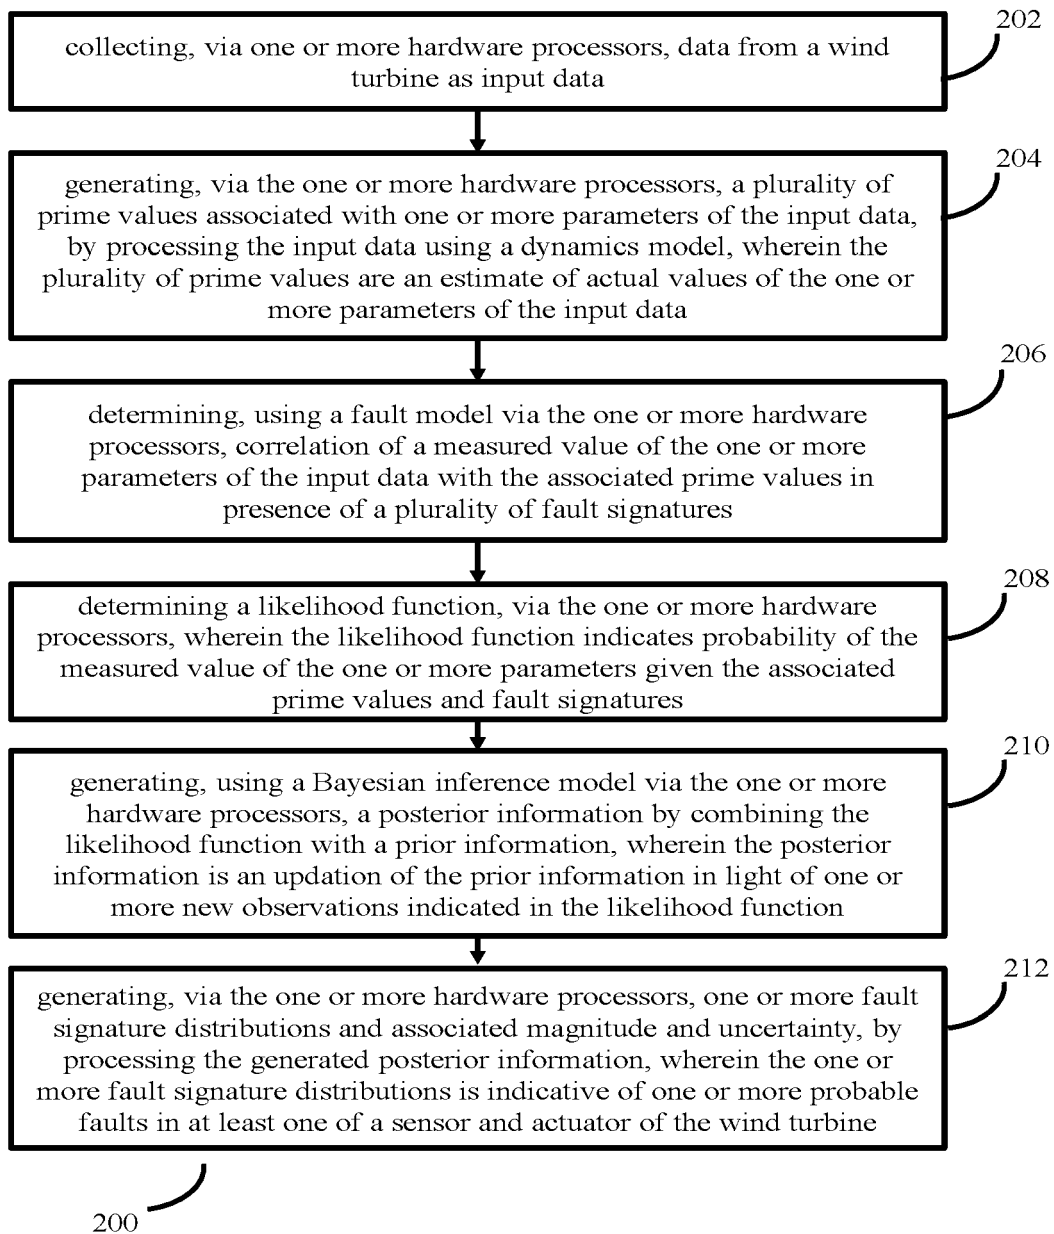 202
collecting, via one or more hardware processors, data from a wind
turbine as input data
204
generating, via the one or more hardware processors, a plurality of
prime values associated with one or more parameters of the input data,
by processing the input data using a dynamics model, wherein the
plurality of prime values are an estimate of actual values of the one or
more parameters of the input data
206
determining, using a fault model via the one or more hardware
processors, correlation of a measured value of the one or more
parameters of the input data with the associated prime values in
presence of a plurality of fault signatures
208
determining a likelihood function, via the one or more hardware
processors, wherein the likelihood function indicates probability of the
measured value of the one or more parameters given the associated
prime values and fault signatures
210
generating, using a Bayesian inference model via the one or more
hardware processors, a posterior information by combining the
likelihood function with a prior information, wherein the posterior
information is an updation of the prior information in light of one or
more new observations indicated in the likelihood function
212
generating, via the one or more hardware processors, one or more fault
signature distributions and associated magnitude and uncertainty, by
processing the generated posterior information, wherein the one or
more fault signature distributions is indicative of one or more probable
faults in at least one of a sensor and actuator of the wind turbine
200